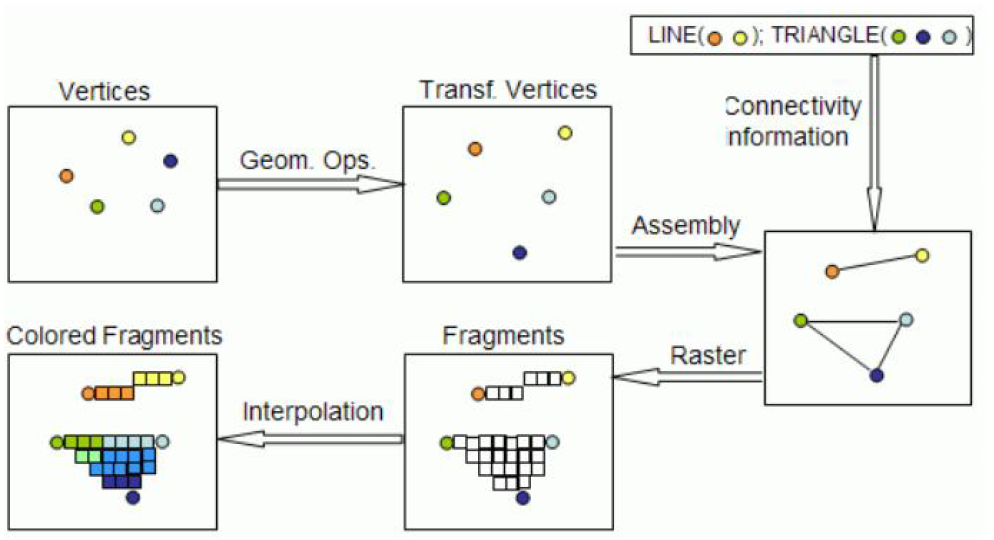 LINE( ); TRIANGLE( )
Vertices
Transf. Vertices
Connectivity
information
Geom. Ops.
Assembly
Colored Fragments
Fragments
Raster
Interpolation